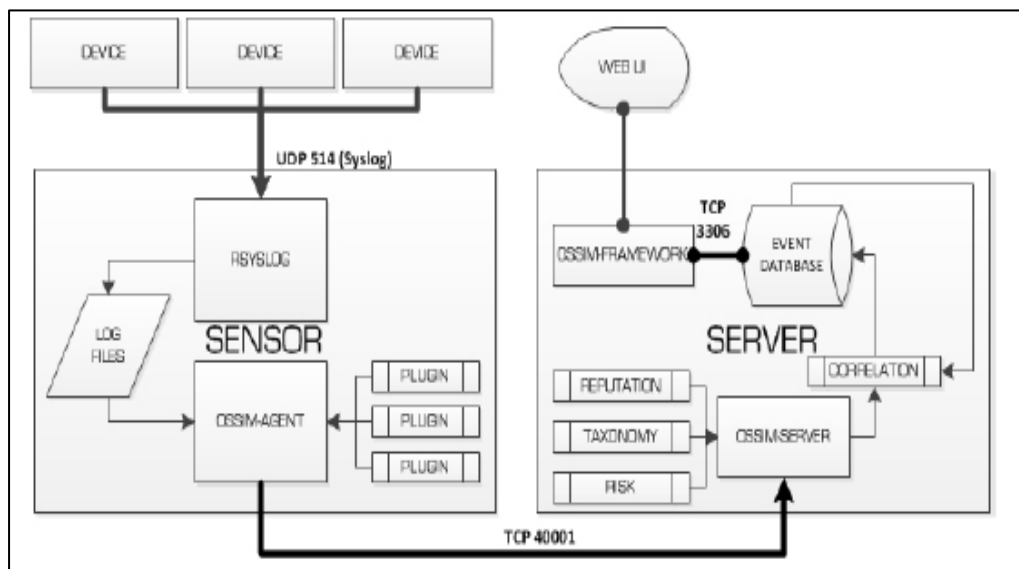 DEVICE
DEVICE
DEVICE
WEB UI
UDP 514 (Syslog)
RSYSLOG
LOG
FILES
SENSOR
OSSIM-AGENT
PLUGIN
PLUGIN
PLUGIN
TCP
3306
OSSIM-FRAMEWORK
EVENT
DATABASE
SERVER
CORRELATION
REPUTATION
TAXONOMY
RISK
OSSIM-SERVER
TCP 40001